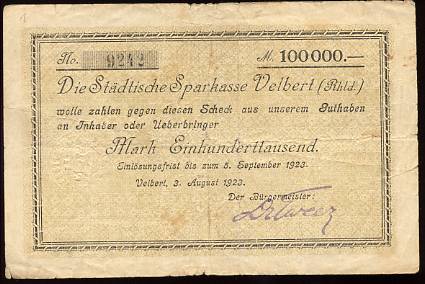 No. 9242 M. 100000.—
Die Städtische Sparkasse Velbert (Rhld.)
wolle zahlen gegen diesen Scheck aus unserem Guthaben
an Inhaber oder Ueberbringer
Mark Einhunderttausend.
Einlösungsfrist bis zum 5. September 1923.
Velbert, 3. August 1923.
Der Bürgermeister: